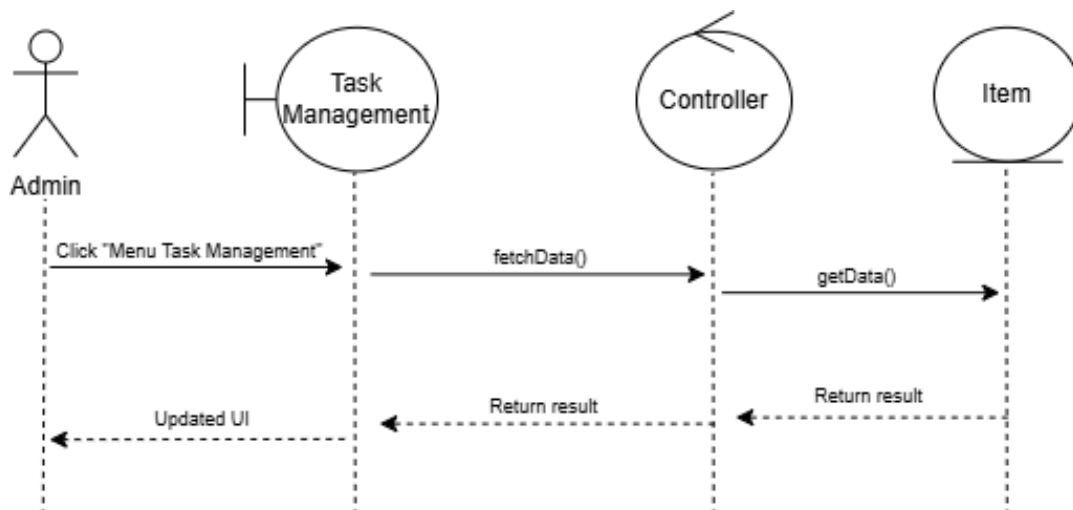 Task
Management
Controller
Item
Admin
Click "Menu Task Management"
fetchData()
getData()
Return result
Return result
Updated UI